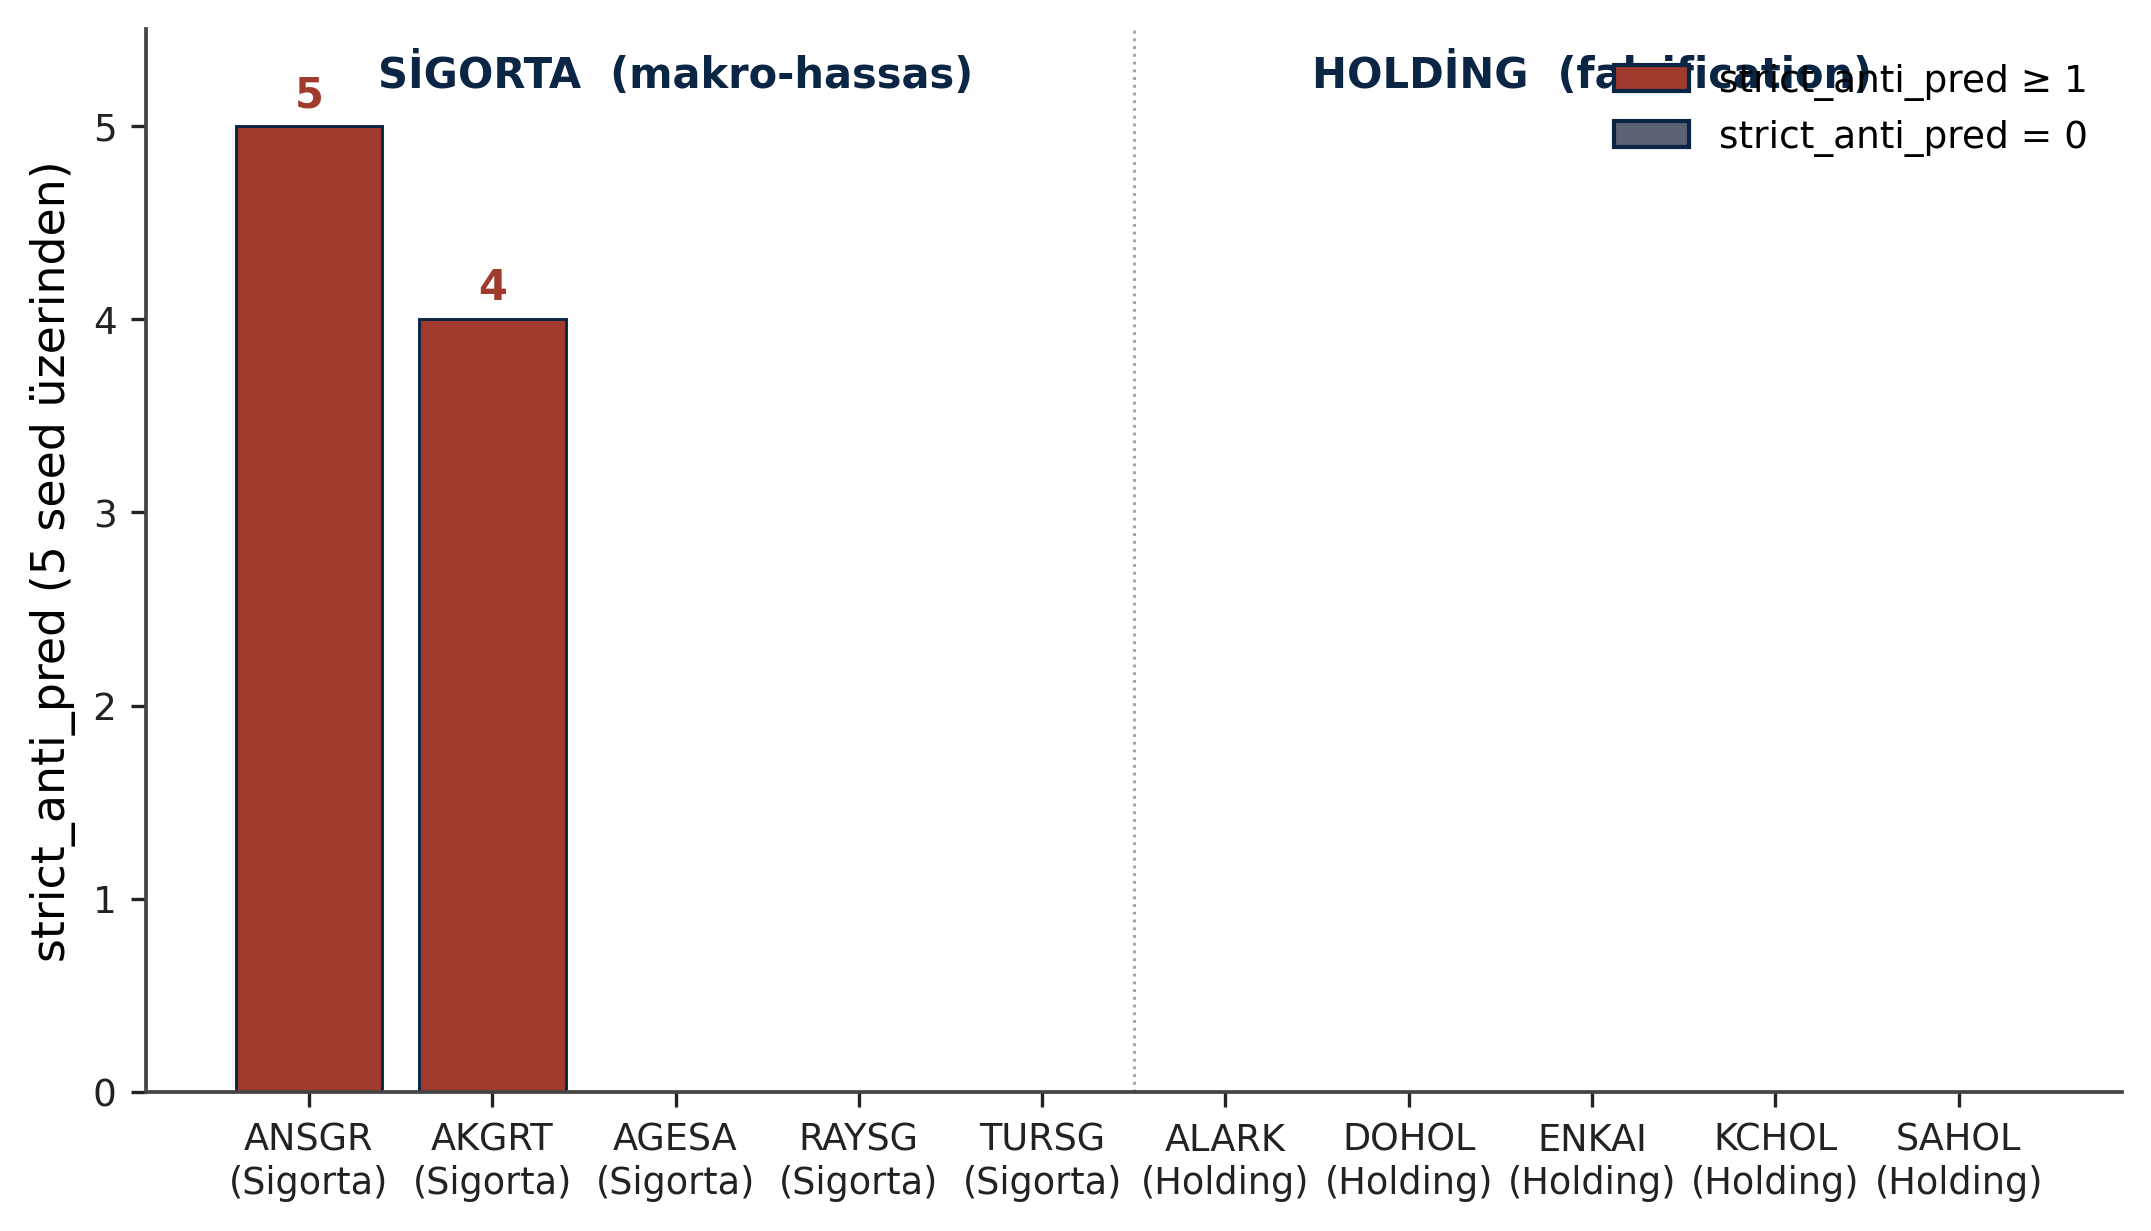 SİGORTA  (makro-hassas)
HOLDİNG  (falsification)
strict_anti_pred ≥ 1
strict_anti_pred = 0
strict_anti_pred (5 seed üzerinden)
5
4
3
2
1
0
5
4
ANSGR
(Sigorta)
AKGRT
(Sigorta)
AGESA
(Sigorta)
RAYSG
(Sigorta)
TURSG
(Sigorta)
ALARK
(Holding)
DOHOL
(Holding)
ENKAI
(Holding)
KCHOL
(Holding)
SAHOL
(Holding)